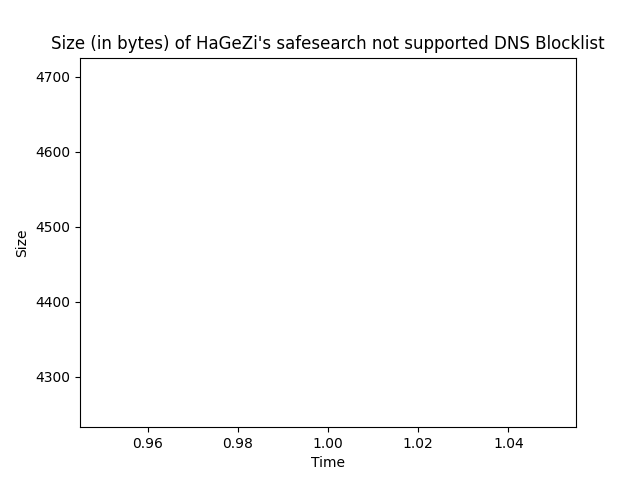 Size (in bytes) of HaGeZi's safesearch not supported DNS Blocklist
4700
4600
4500
4400
4300
Size
0.96 0.98 1.00 1.02 1.04
Time